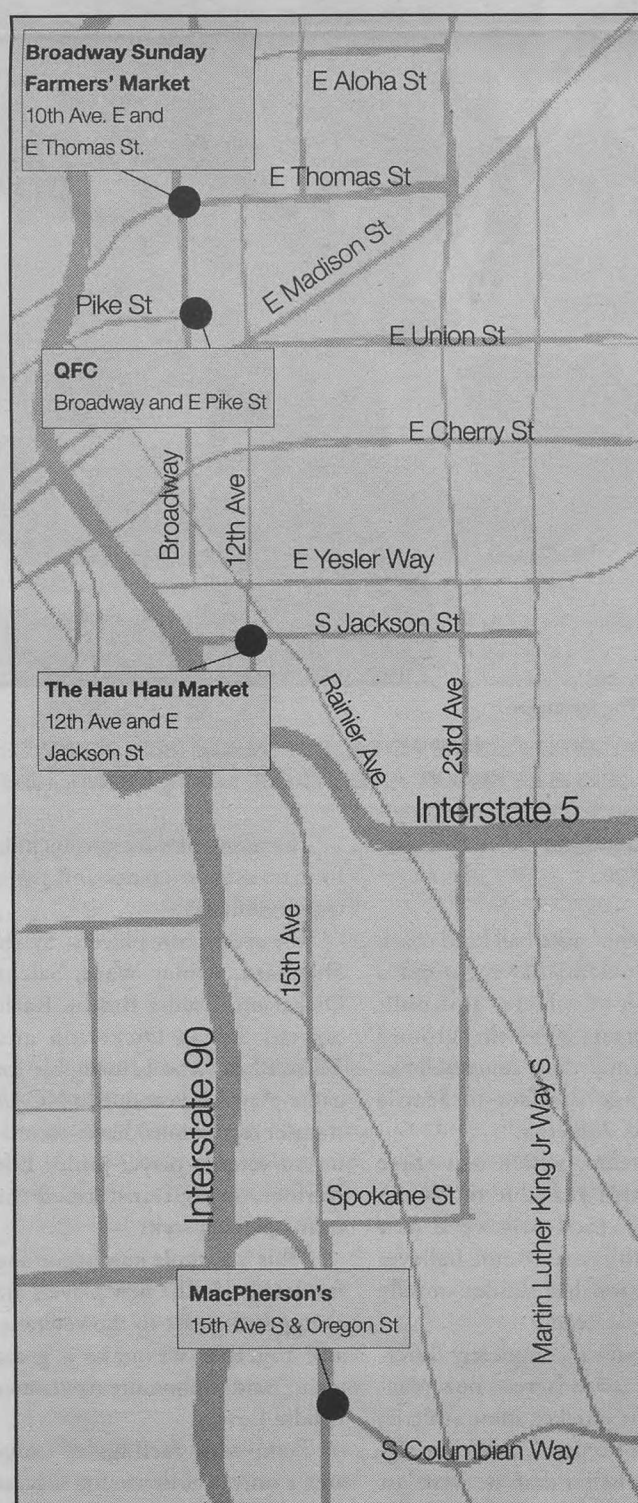 Broadway Sunday
Farmers' Market
10th Ave. E and
E Thomas St.
E Aloha St
E Thomas St
E Madison St
Pike St
E Union St
QFC
Broadway and E Pike St
E Cherry St
Broadway
12th Ave
E Yesler Way
S Jackson St
The Hau Hau Market
12th Ave and E
Jackson St
Rainier Ave
23rd Ave
Interstate 5
15th Ave
Interstate 90
Martin Luther King Jr Way S
Spokane St
MacPherson's
15th Ave S & Oregon St
S Columbian Way